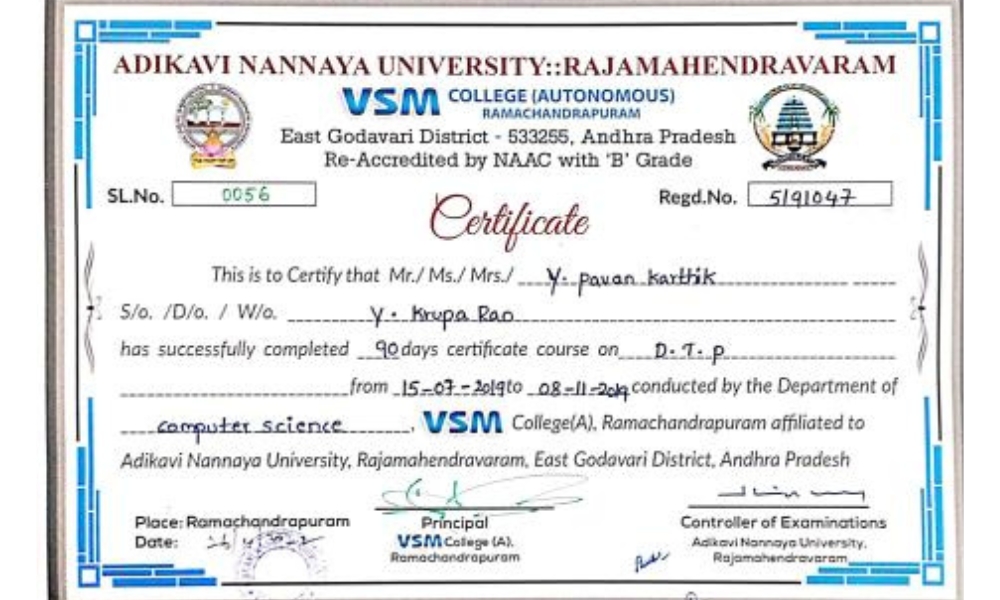 ADIKAVI NANNAYA UNIVERSITY::RAJAMAHENDRAVARAM
VSM COLLEGE (AUTONOMOUS)
RAMACHANDRAPURAM
East Godavari District - 533255, Andhra Pradesh
Re-Accredited by NAAC with 'B' Grade
SL.No. 0056
Regd.No. 5191047
Certificate
This is to Certify that Mr./ Ms./ Mrs./ Y. pavan karthik
S/o. /D/o. / W/o. Y. Krupa Rao
has successfully completed 90 days certificate course on D.T.P
from 15-07-2019 to 08-11-2019 conducted by the Department of
computer science, VSM College(A), Ramachandrapuram affiliated to
Adikavi Nannaya University, Rajamahendravaram, East Godavari District, Andhra Pradesh
Place: Ramachandrapuram
Date:
Principal
VSM College (A).
Ramachandrapuram
Controller of Examinations
Adikavi Nannaya University,
Rajamahendravaram